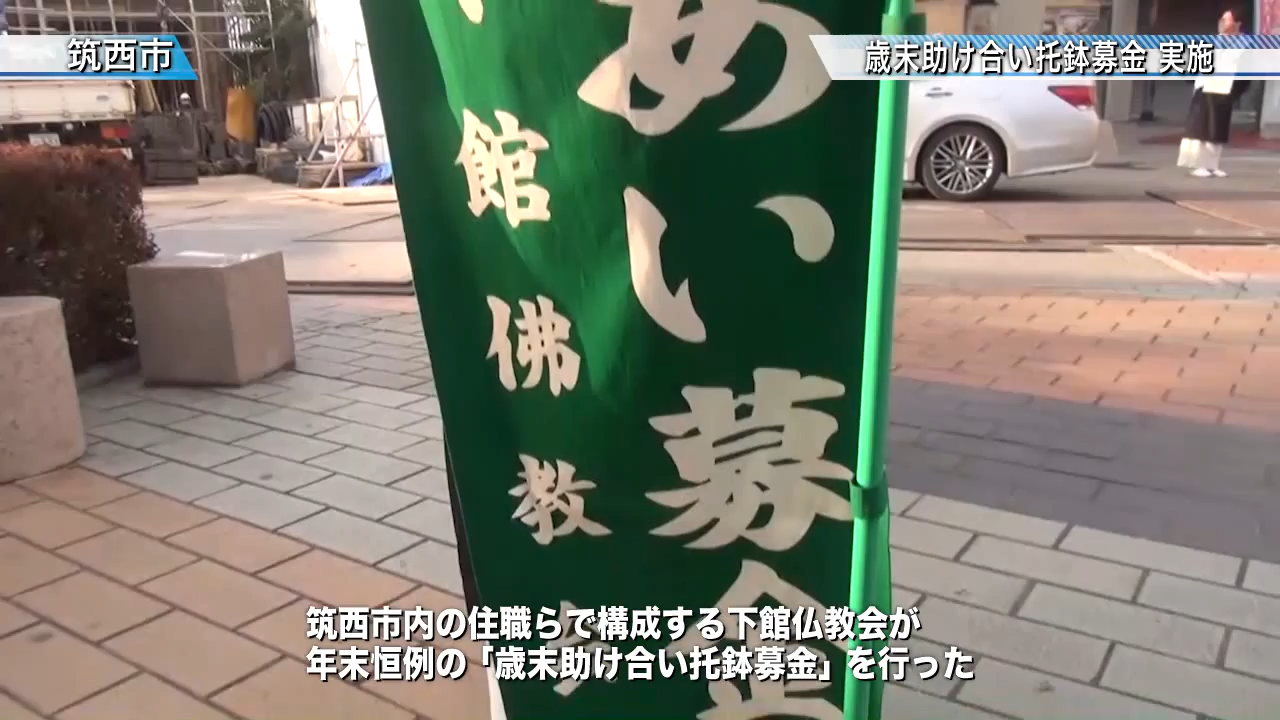 筑西市
歳末助け合い托鉢募金 実施
あい募金
館佛教
筑西市内の住職らで構成する下館仏教会が
年末恒例の「歳末助け合い托鉢募金」を行った